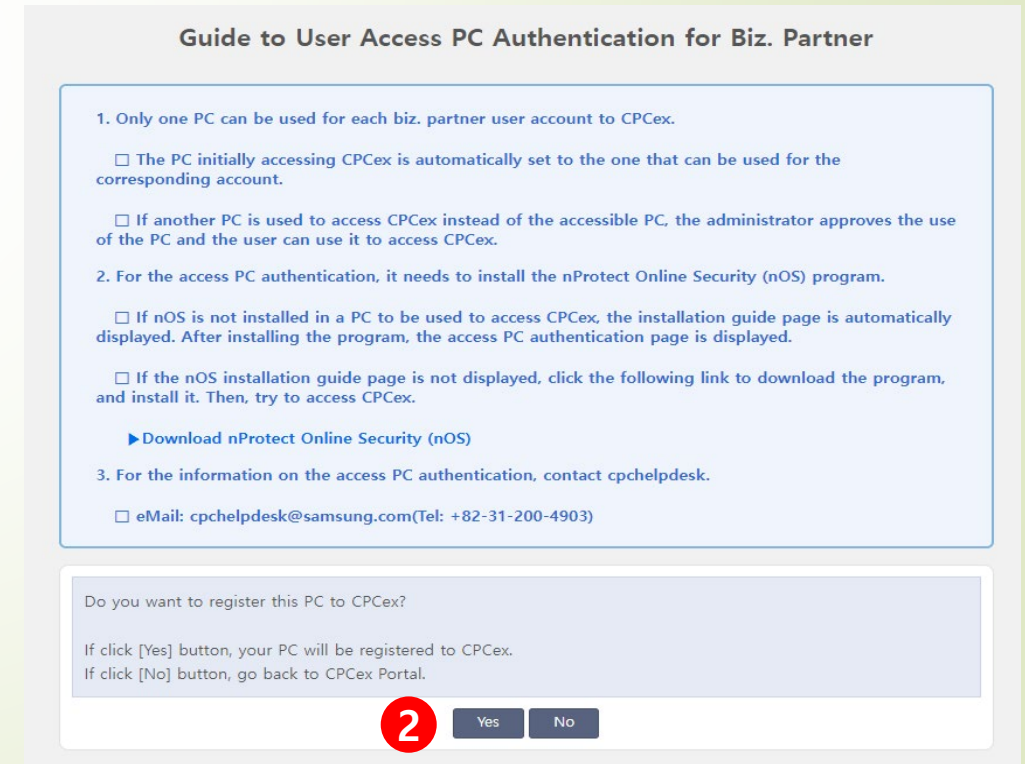 Guide to User Access PC Authentication for Biz. Partner
1. Only one PC can be used for each biz. partner user account to CPCex.
□ The PC initially accessing CPCex is automatically set to the one that can be used for the
corresponding account.
□ If another PC is used to access CPCex instead of the accessible PC, the administrator approves the use
of the PC and the user can use it to access CPCex.
2. For the access PC authentication, it needs to install the nProtect Online Security (nOS) program.
□ If nOS is not installed in a PC to be used to access CPCex, the installation guide page is automatically
displayed. After installing the program, the access PC authentication page is displayed.
□ If the nOS installation guide page is not displayed, click the following link to download the program,
and install it. Then, try to access CPCex.
▶Download nProtect Online Security (nOS)
3. For the information on the access PC authentication, contact cpchelpdesk.
□ eMail: cpchelpdesk@samsung.com(Tel: +82-31-200-4903)
Do you want to register this PC to CPCex?
If click [Yes] button, your PC will be registered to CPCex.
If click [No] button, go back to CPCex Portal.
2 Yes No